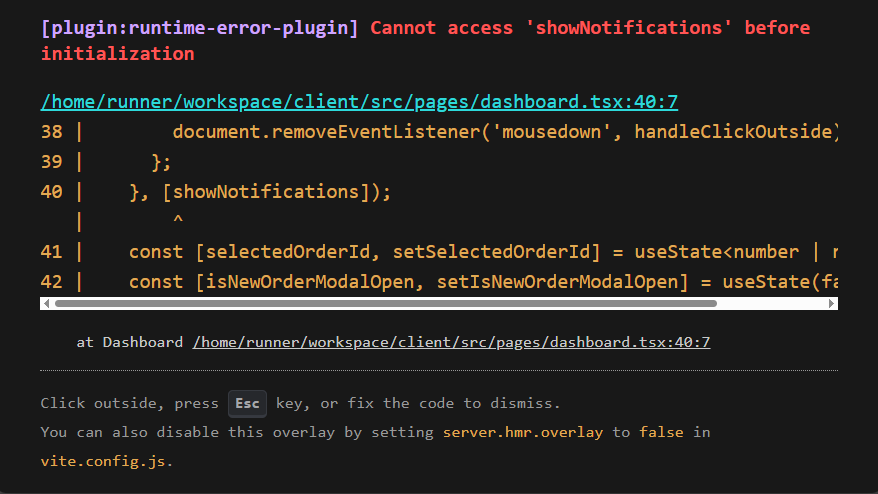 [plugin:runtime-error-plugin] Cannot access 'showNotifications' before
initialization
/home/runner/workspace/client/src/pages/dashboard.tsx:40:7
38 |        document.removeEventListener('mousedown', handleClickOutside)
39 |      };
40 |    }, [showNotifications]);
   |        ^
41 |    const [selectedOrderId, setSelectedOrderId] = useState<number |
42 |    const [isNewOrderModalOpen, setIsNewOrderModalOpen] = useState(fa
at Dashboard /home/runner/workspace/client/src/pages/dashboard.tsx:40:7
Click outside, press Esc key, or fix the code to dismiss.
You can also disable this overlay by setting server.hmr.overlay to false in
vite.config.js.